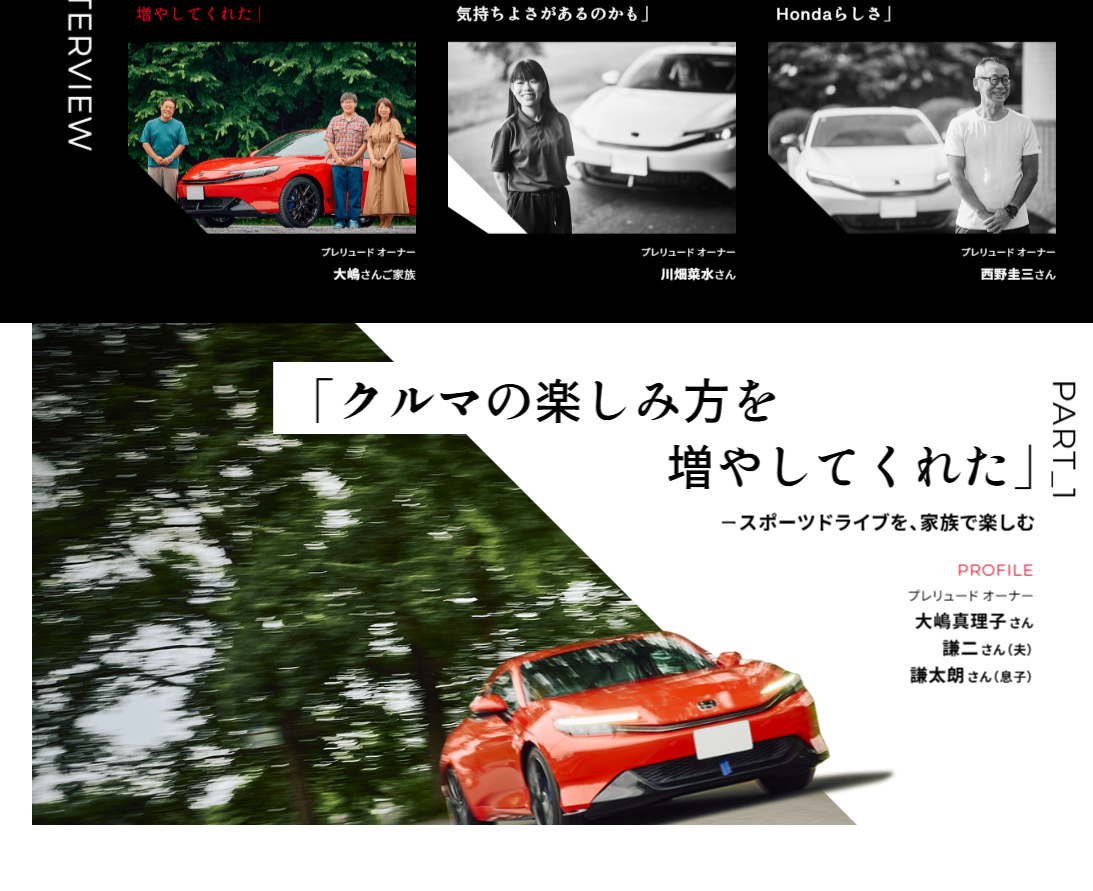 TERVIEW
増やしてくれた」
気持ちよさがあるのかも」
Hondaらしさ」
プレリュード オーナー
大嶋さんご家族
プレリュード オーナー
川畑菜水さん
プレリュード オーナー
西野圭三さん
「クルマの楽しみ方を
増やしてくれた」
PART_1
−スポーツドライブを、家族で楽しむ
PROFILE
プレリュード オーナー
大嶋真理子さん
謙二さん(夫)
謙太朗さん(息子)